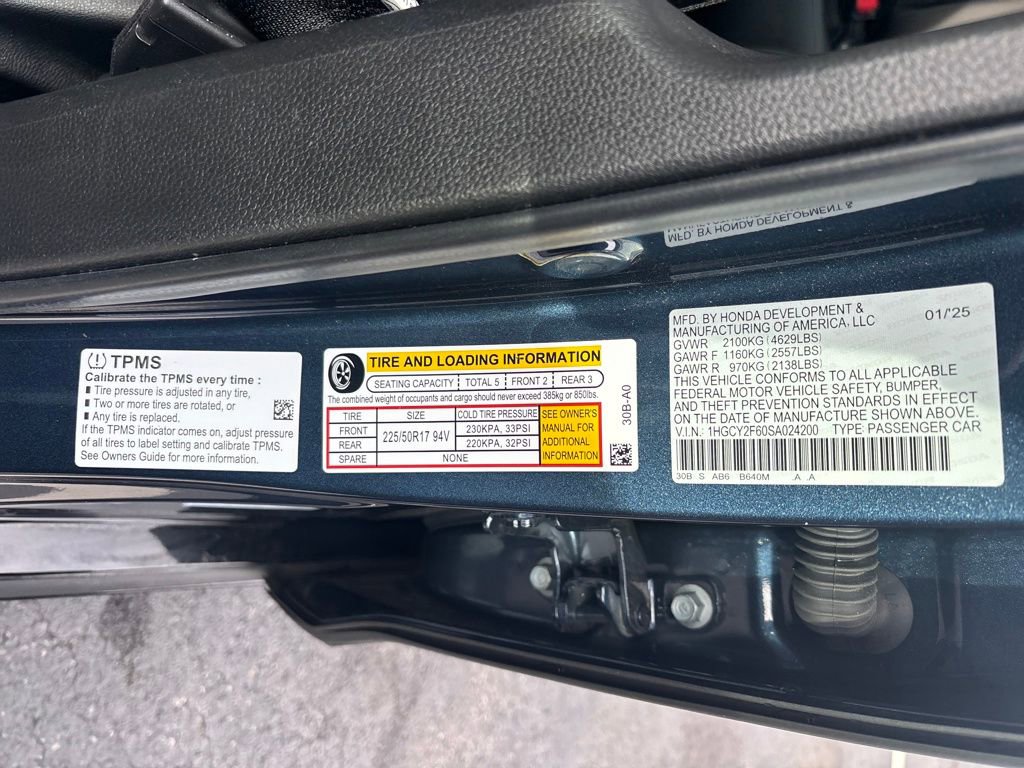 TPMS
Calibrate the TPMS every time :
■ Tire pressure is adjusted in any tire,
■ Two or more tires are rotated, or
■ Any tire is replaced.
If the TPMS indicator comes on, adjust pressure
of all tires to label setting and calibrate TPMS.
See Owners Guide for more information.
TIRE AND LOADING INFORMATION
SEATING CAPACITY TOTAL 5 FRONT 2 REAR 3
The combined weight of occupants and cargo should never exceed 385kg or 850lbs.
TIRE SIZE COLD TIRE PRESSURE
FRONT 225/50R17 94V 230KPA, 33PSI
REAR 220KPA, 32PSI
SPARE NONE
SEE OWNER'S
MANUAL FOR
ADDITIONAL
INFORMATION
30B-A0
MFD. BY HONDA DEVELOPMENT &
MFD. BY HONDA DEVELOPMENT & 01/'25
MANUFACTURING OF AMERICA, LLC
GVWR 2100KG (4629LBS)
GAWR F 1160KG (2557LBS)
GAWR R 970KG (2138LBS)
THIS VEHICLE CONFORMS TO ALL APPLICABLE
FEDERAL MOTOR VEHICLE SAFETY, BUMPER,
AND THEFT PREVENTION STANDARDS IN EFFECT
ON THE DATE OF MANUFACTURE SHOWN ABOVE.
V.I.N.: 1HGCY2F60SA024200 TYPE: PASSENGER CAR
30B S AB6 B640M .A .A